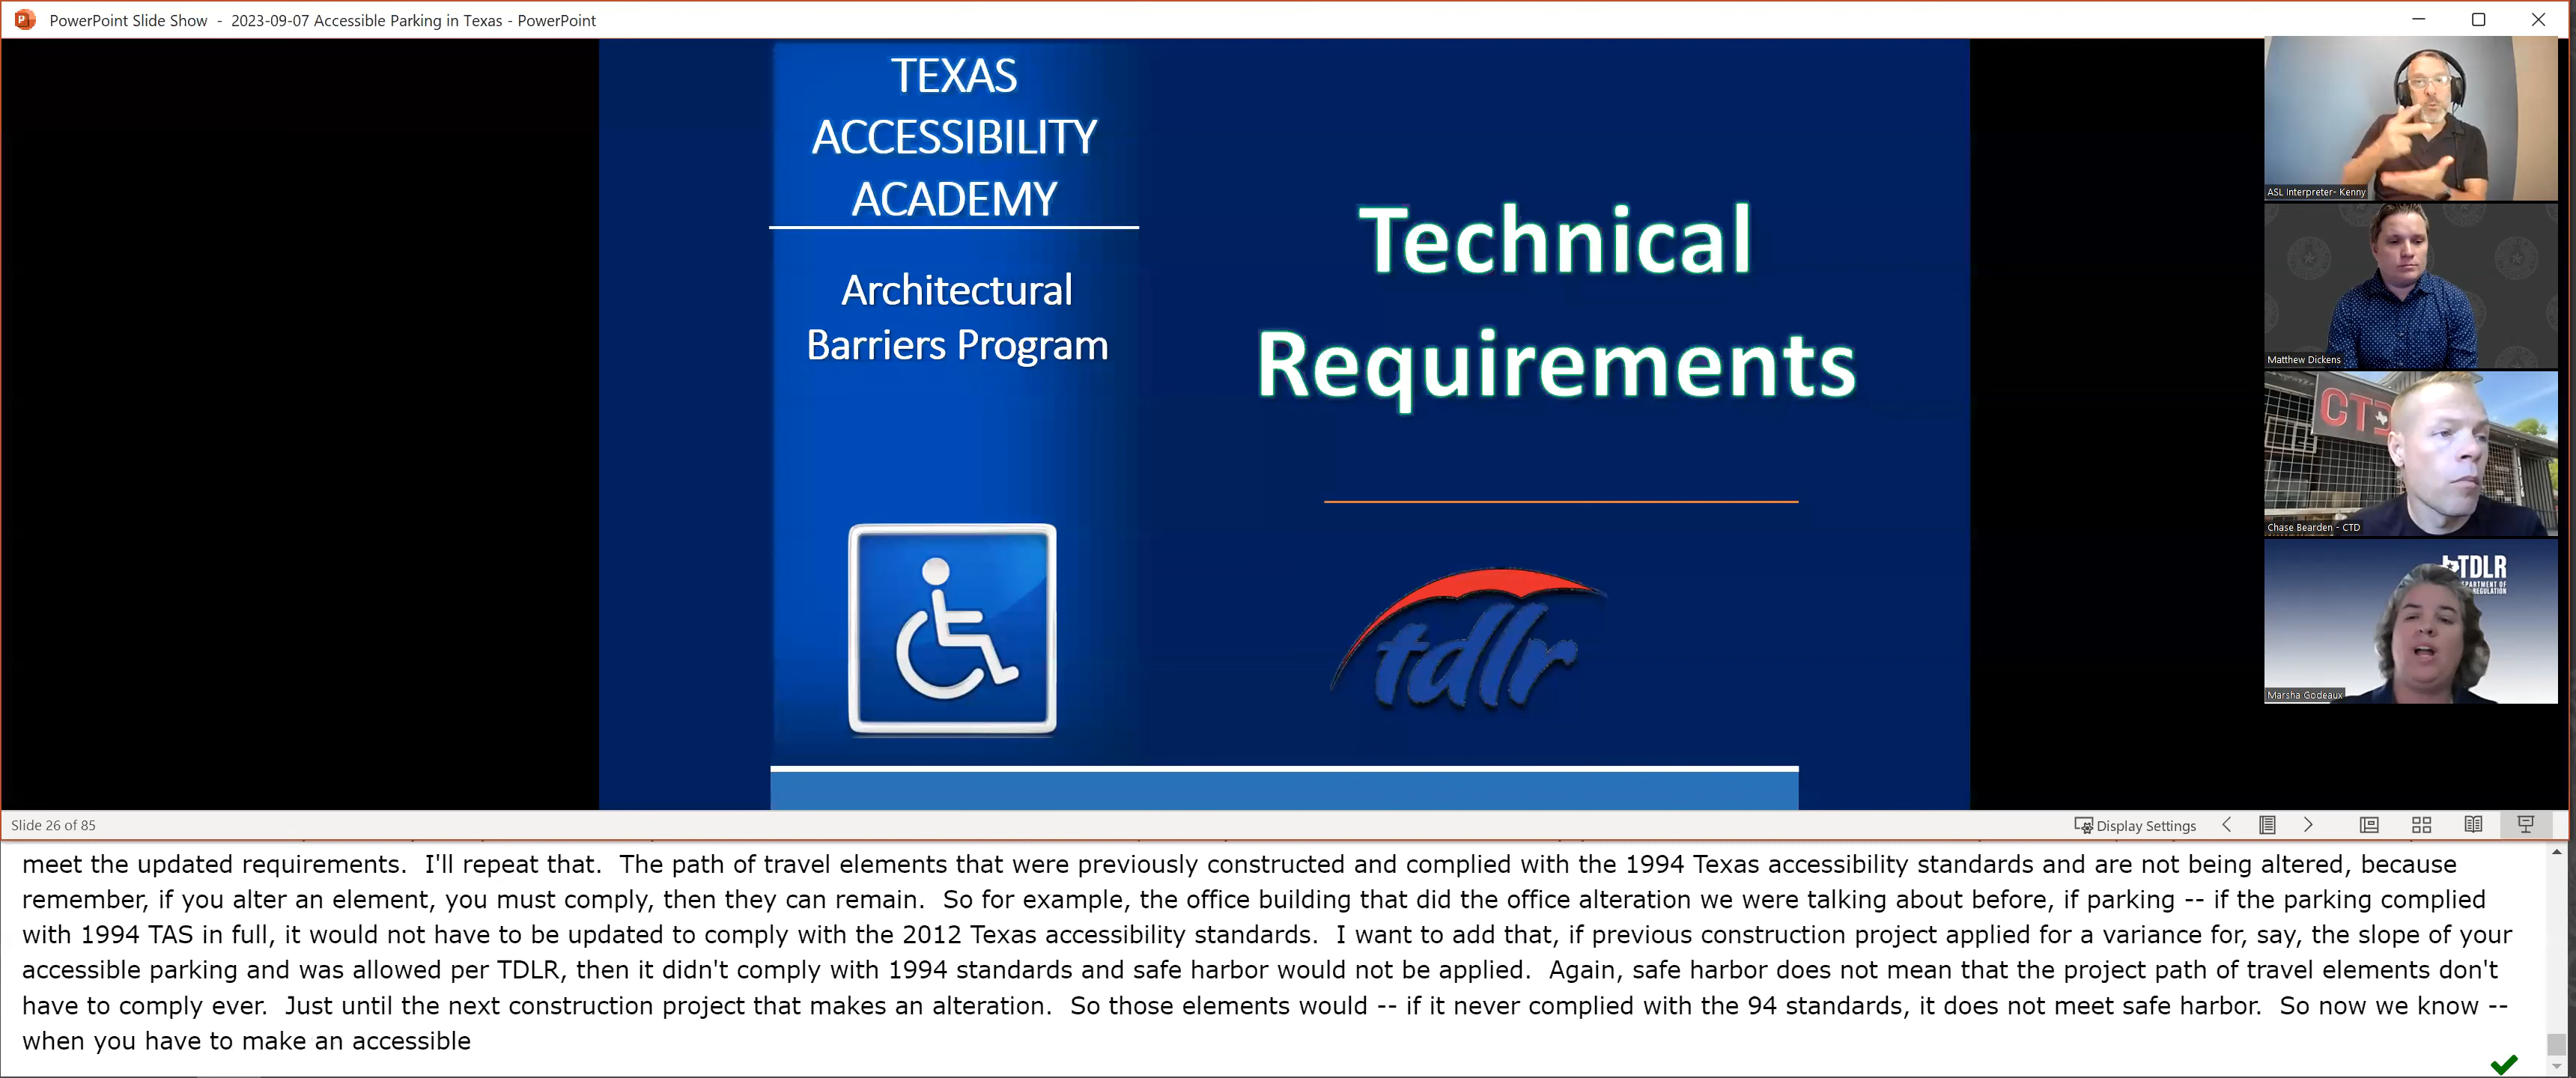 PowerPoint Slide Show - 2023-09-07 Accessible Parking in Texas - PowerPoint
TEXAS
ACCESSIBILITY
ACADEMY
Architectural
Barriers Program
Technical
Requirements
tdlr
ASL Interpreter- Kenny
Matthew Dickens
CTD
Chase Bearden - CTD
TDLR
REGULATION
Marsha Godeaux
Slide 26 of 85
Display Settings
meet the updated requirements. I'll repeat that. The path of travel elements that were previously constructed and complied with the 1994 Texas accessibility standards and are not being altered, because
remember, if you alter an element, you must comply, then they can remain. So for example, the office building that did the office alteration we were talking about before, if parking -- if the parking complied
with 1994 TAS in full, it would not have to be updated to comply with the 2012 Texas accessibility standards. I want to add that, if previous construction project applied for a variance for, say, the slope of your
accessible parking and was allowed per TDLR, then it didn't comply with 1994 standards and safe harbor would not be applied. Again, safe harbor does not mean that the project path of travel elements don't
have to comply ever. Just until the next construction project that makes an alteration. So those elements would -- if it never complied with the 94 standards, it does not meet safe harbor. So now we know --
when you have to make an accessible